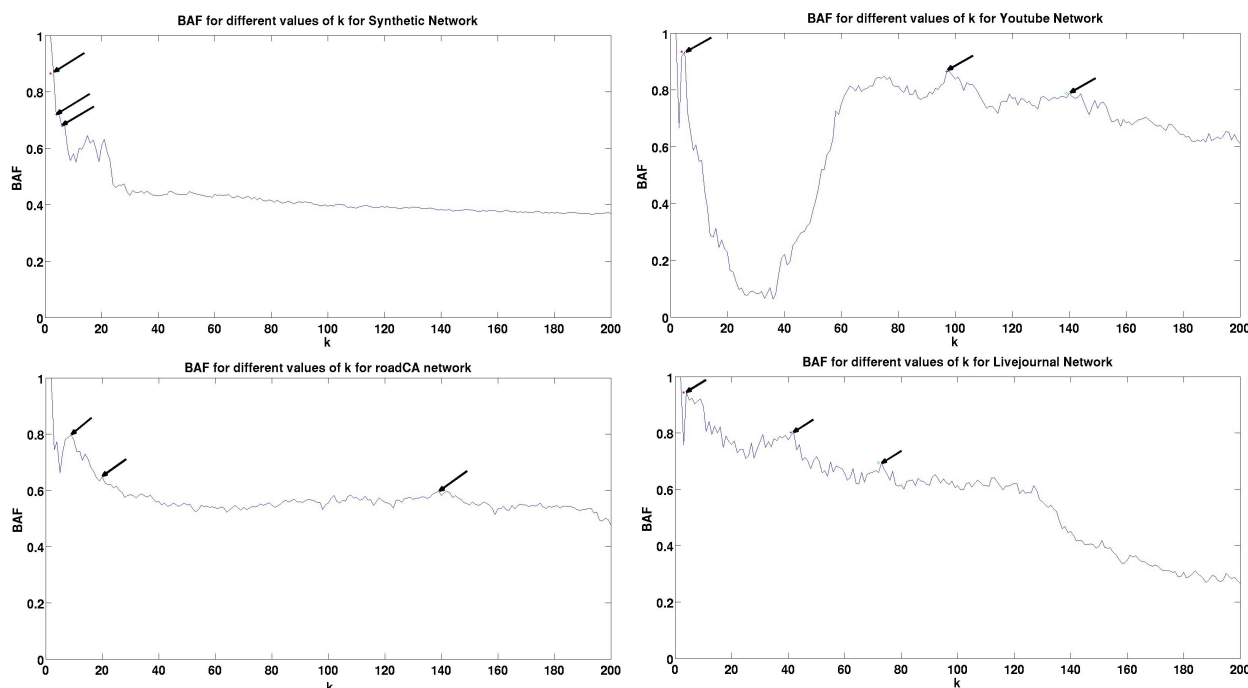 BAF for different values of k for Synthetic Network
1
0.8
0.6
0.4
0.2
0
BAF
0 20 40 60 80 100 120 140 160 180 200
k
BAF for different values of k for Youtube Network
1
0.8
0.6
0.4
0.2
0
BAF
0 20 40 60 80 100 120 140 160 180 200
k
BAF for different values of k for roadCA network
1
0.8
0.6
0.4
0.2
0
BAF
0 20 40 60 80 100 120 140 160 180 200
k
BAF for different values of k for Livejournal Network
1
0.8
0.6
0.4
0.2
0
BAF
0 20 40 60 80 100 120 140 160 180 200
k